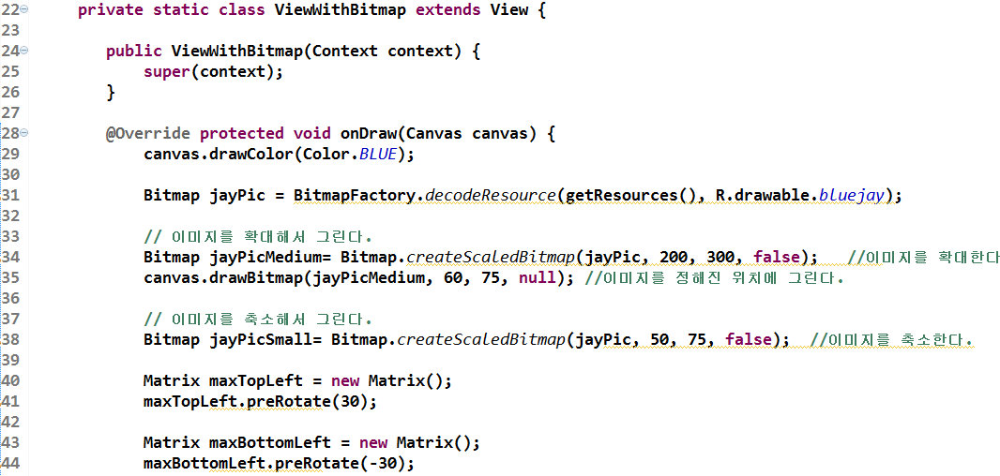 22 private static class ViewWithBitmap extends View {
23
24 public ViewWithBitmap(Context context) {
25 super(context);
26 }
27
28 @Override protected void onDraw(Canvas canvas) {
29 canvas.drawColor(Color.BLUE);
30
31 Bitmap jayPic = BitmapFactory.decodeResource(getResources(), R.drawable.bluejay);
32
33 // 이미지를 확대해서 그린다.
34 Bitmap jayPicMedium= Bitmap.createScaledBitmap(jayPic, 200, 300, false); //이미지를 확대한다
35 canvas.drawBitmap(jayPicMedium, 60, 75, null); //이미지를 정해진 위치에 그린다.
36
37 // 이미지를 축소해서 그린다.
38 Bitmap jayPicSmall= Bitmap.createScaledBitmap(jayPic, 50, 75, false); //이미지를 축소한다.
39
40 Matrix maxTopLeft = new Matrix();
41 maxTopLeft.preRotate(30);
42
43 Matrix maxBottomLeft = new Matrix();
44 maxBottomLeft.preRotate(-30);